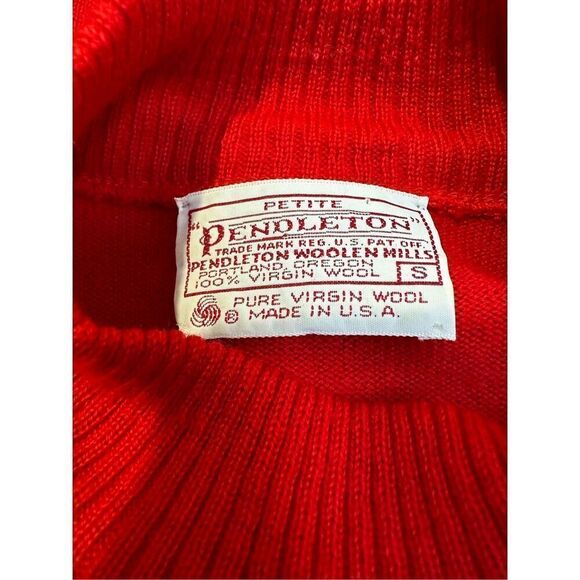 PETITE
"PENDLETON"
TRADE MARK REG. U.S. PAT. OFF.
PENDLETON WOOLEN MILLS
PORTLAND, OREGON
100% VIRGIN WOOL
S
PURE VIRGIN WOOL
® MADE IN U.S.A.